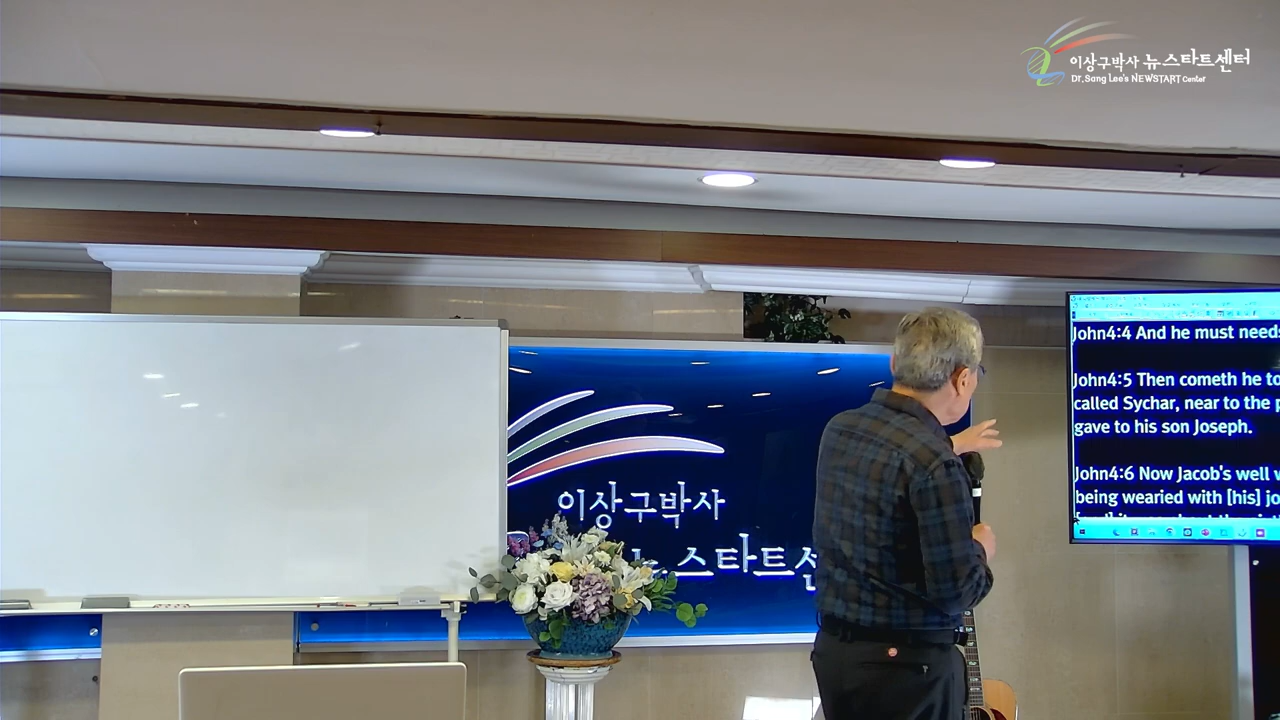 이상구박사 뉴스타트센터
Dr. Sang Lee's NEWSTART Center
John4:4 And he must need
John4:5 Then cometh he to
called Sychar, near to the p
gave to his son Joseph.
John4:6 Now Jacob's well w
being wearied with [his] jo
이상구박사
뉴스타트센